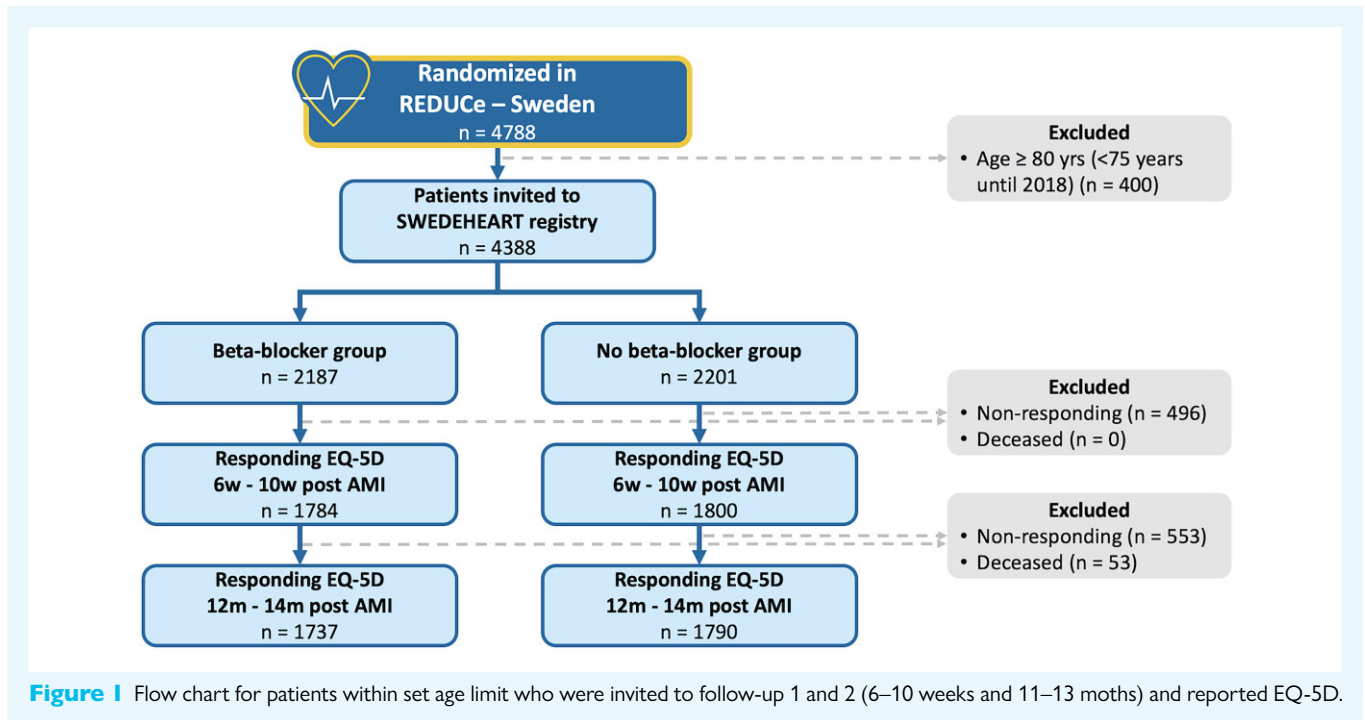 Randomized in
REDUCe – Sweden
n = 4788
Excluded
• Age ≥ 80 yrs (<75 years
until 2018) (n = 400)
Patients invited to
SWEDEHEART registry
n = 4388
Beta-blocker group
n = 2187
No beta-blocker group
n = 2201
Excluded
• Non-responding (n = 496)
• Deceased (n = 0)
Responding EQ-5D
6w - 10w post AMI
n = 1784
Responding EQ-5D
6w - 10w post AMI
n = 1800
Excluded
• Non-responding (n = 553)
• Deceased (n = 53)
Responding EQ-5D
12m - 14m post AMI
n = 1737
Responding EQ-5D
12m - 14m post AMI
n = 1790
Figure 1 Flow chart for patients within set age limit who were invited to follow-up 1 and 2 (6–10 weeks and 11–13 moths) and reported EQ-5D.